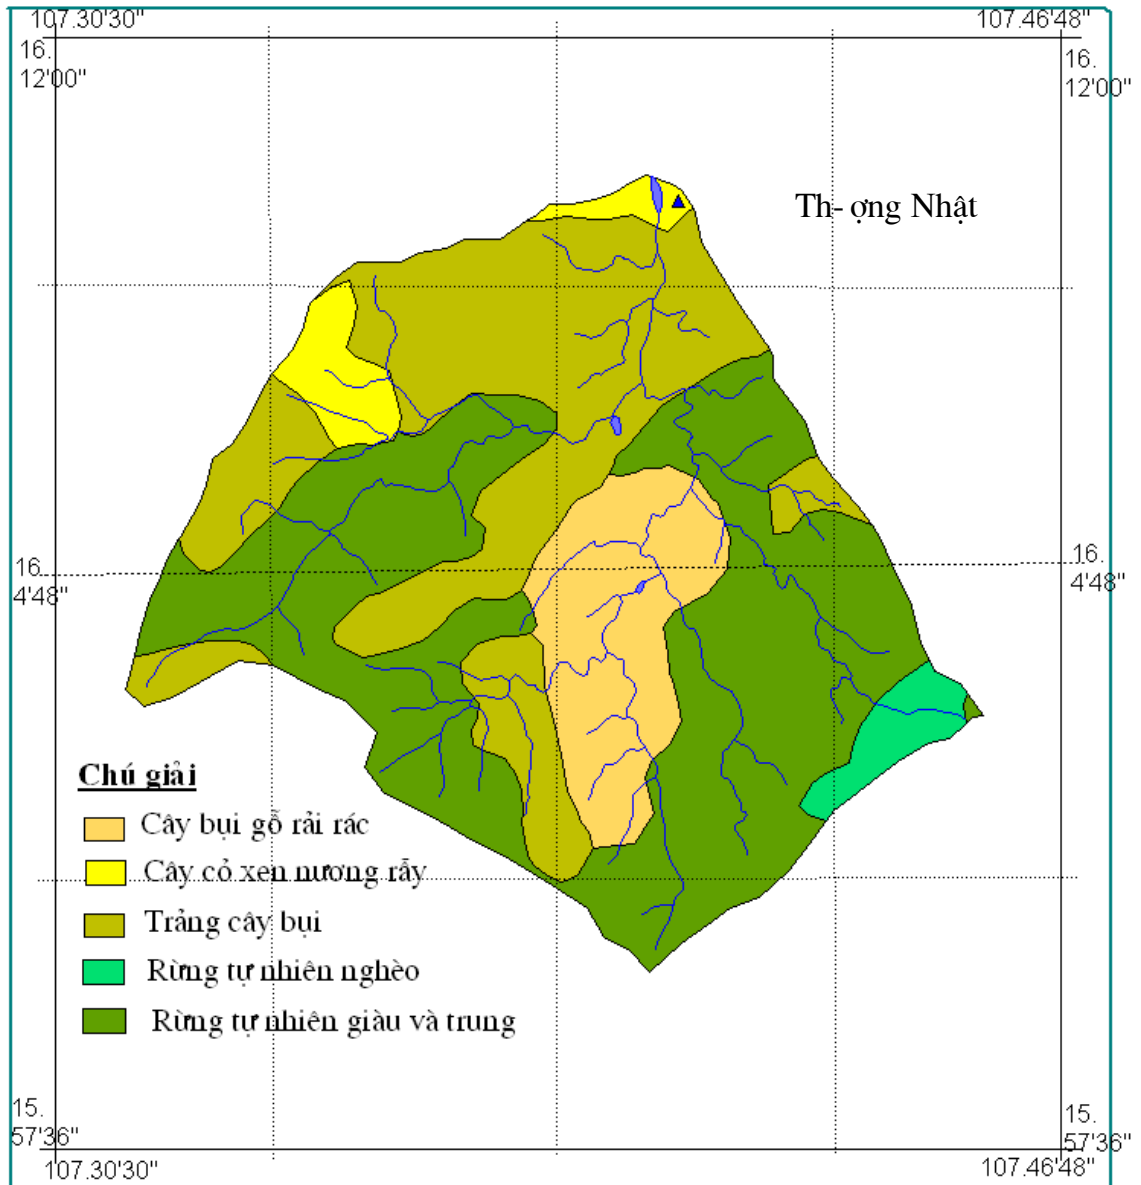 107.30'30"
107.46'48"
16.
12'00"
16.
12'00"
Th- ợng Nhật
16.
4'48"
16.
4'48"
Chú giải
Cây bụi gỗ rải rác
Cây cỏ xen nương rẫy
Trảng cây bụi
Rừng tự nhiên nghèo
Rừng tự nhiên giàu và trung
15.
57'36"
15.
57'36"
107.30'30"
107.46'48"